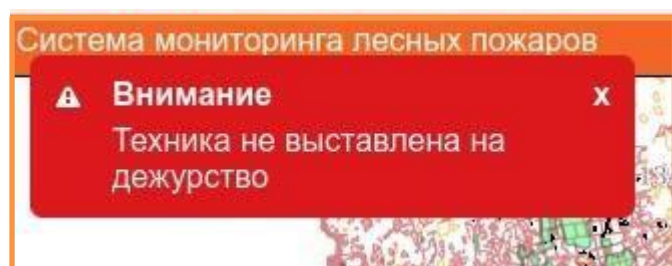 Система мониторинга лесных пожаров
Внимание
x
Техника не выставлена на
дежурство